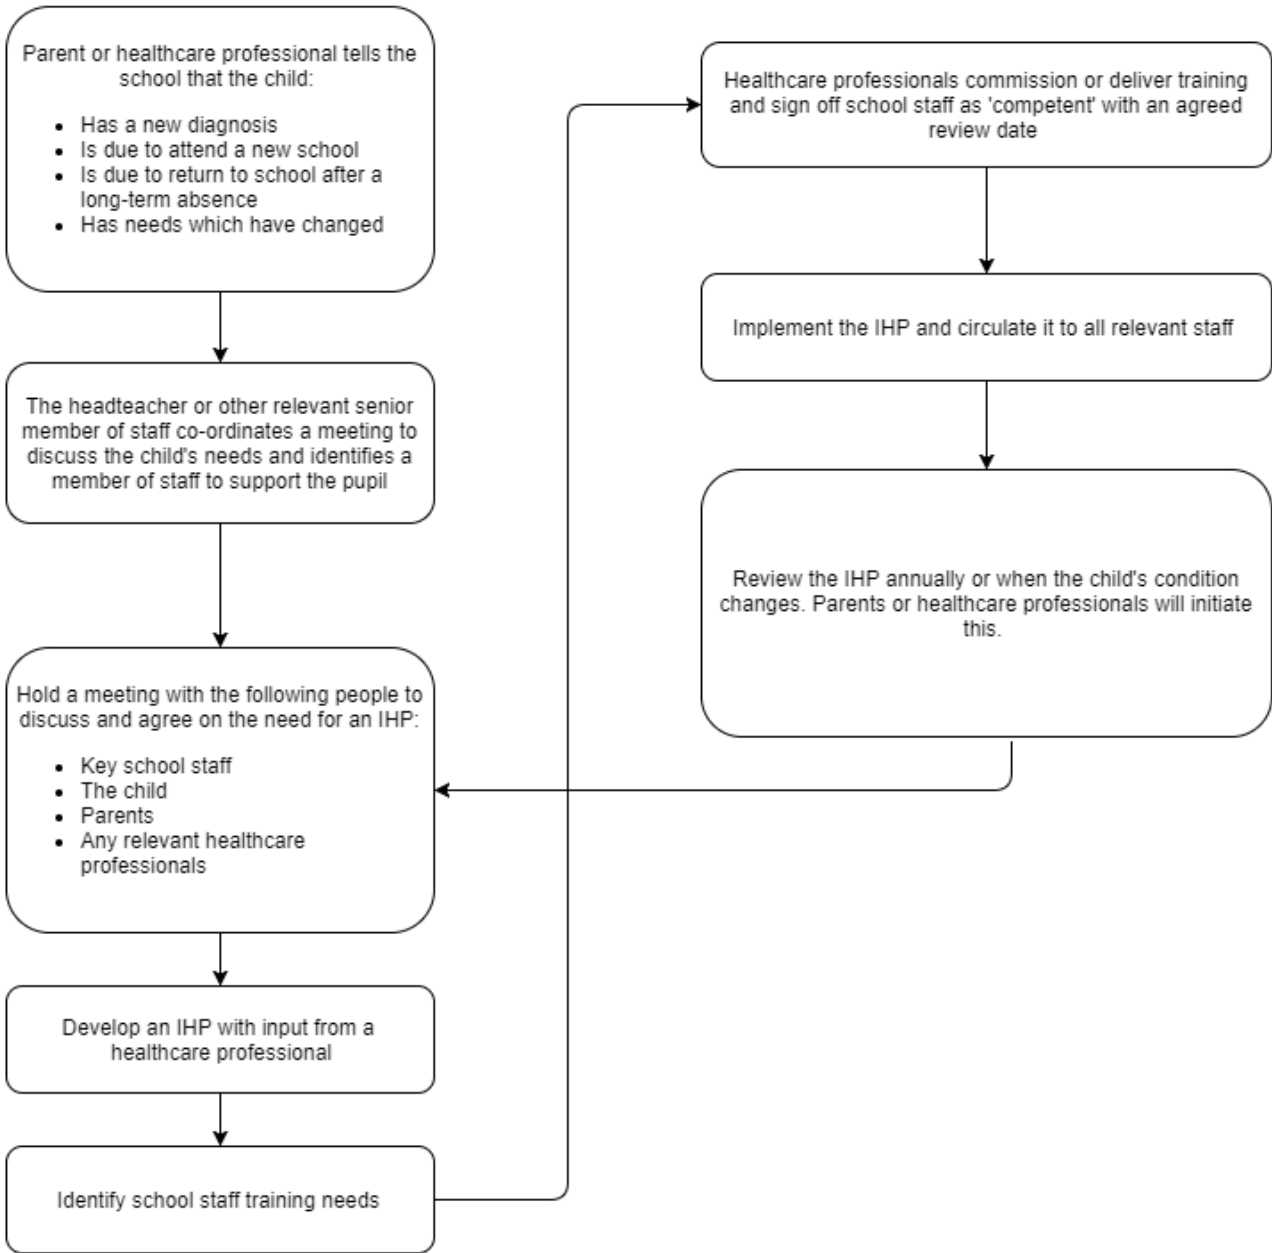 Parent or healthcare professional tells the
school that the child:
• Has a new diagnosis
• Is due to attend a new school
• Is due to return to school after a
long-term absence
• Has needs which have changed
The headteacher or other relevant senior
member of staff co-ordinates a meeting to
discuss the child's needs and identifies a
member of staff to support the pupil
Hold a meeting with the following people to
discuss and agree on the need for an IHP:
• Key school staff
• The child
• Parents
• Any relevant healthcare
professionals
Develop an IHP with input from a
healthcare professional
Identify school staff training needs
Healthcare professionals commission or deliver training
and sign off school staff as 'competent' with an agreed
review date
Implement the IHP and circulate it to all relevant staff
Review the IHP annually or when the child's condition
changes. Parents or healthcare professionals will initiate
this.